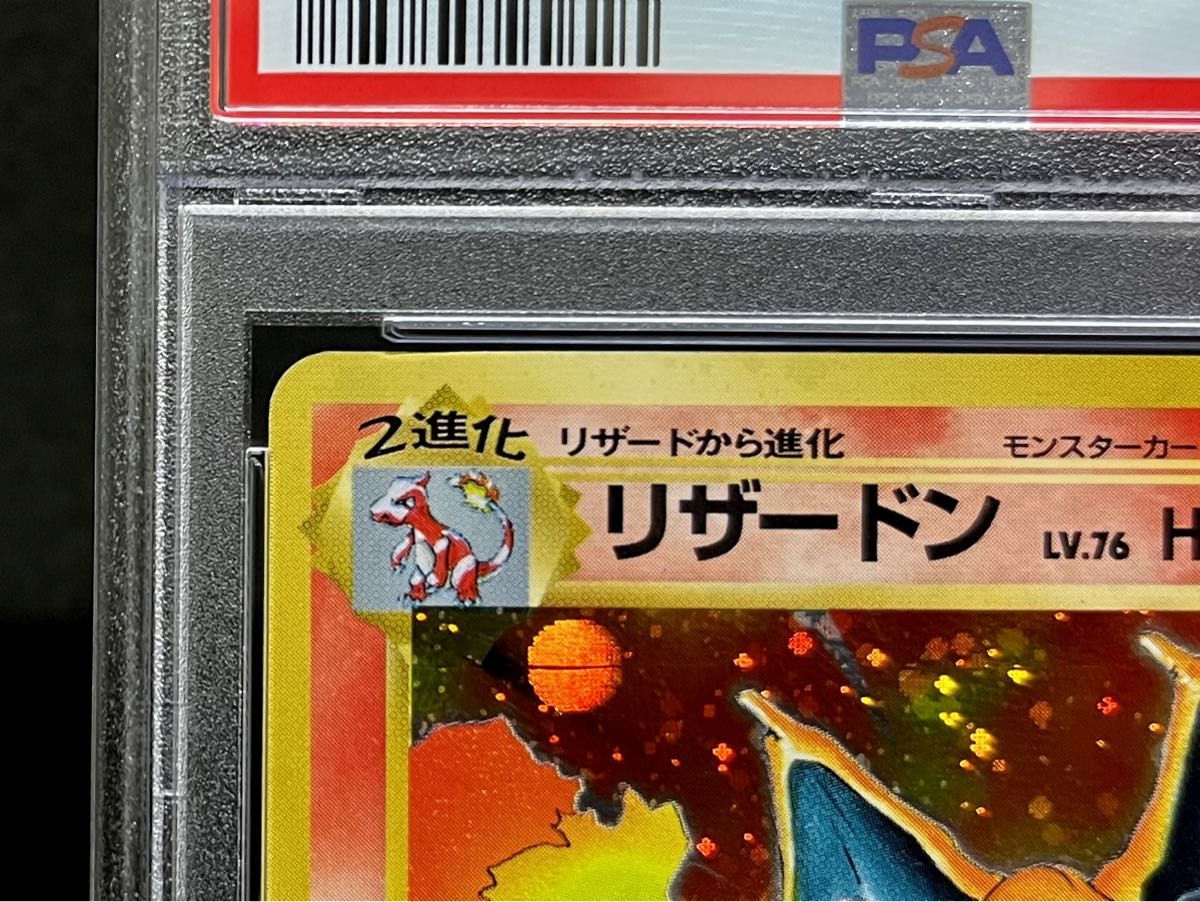 PSA
2進化
リザードから進化
モンスターカー
リザードン LV.76 H